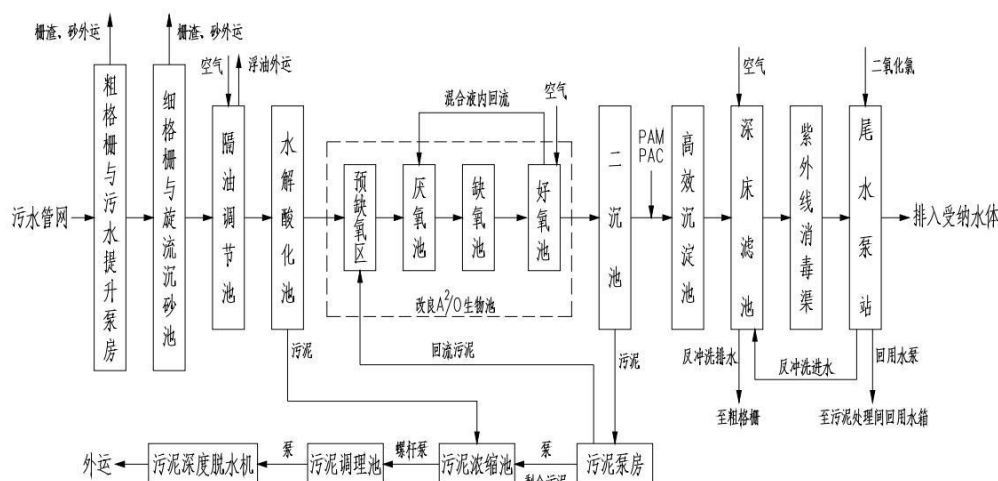 栅渣、砂外运
栅渣、砂外运
空气
浮油外运
粗格栅与污水提升泵房
细格栅与旋流沉砂池
隔油调节池
水解酸化池
混合液内回流
空气
预缺氧区
厌氧池
缺氧池
好氧池
改良A²/O生物池
二沉池
PAM
PAC
高效沉淀池
空气
深床滤池
紫外线消毒渠
二氧化氯
尾水泵站
污水管网
排入受纳水体
污泥
回流污泥
污泥
反冲洗排水
反冲洗进水
回用水泵
至粗格栅
至污泥处理间回用水箱
外运
污泥深度脱水机
泵
污泥调理池
螺杆泵
污泥浓缩池
泵
污泥泵房